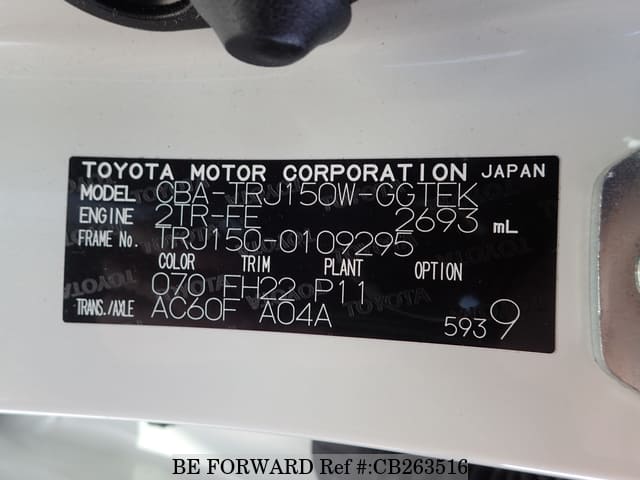 TOYOTA MOTOR CORPORATION JAPAN
MODEL CBA-TRJ150W-GGTEK
ENGINE 2TR-FE 2693 mL
FRAME No. TRJ150-0109295
COLOR TRIM PLANT OPTION
070 FH22 P11
TRANS./AXLE AC60F A04A
5939
BE FORWARD Ref #:CB263516